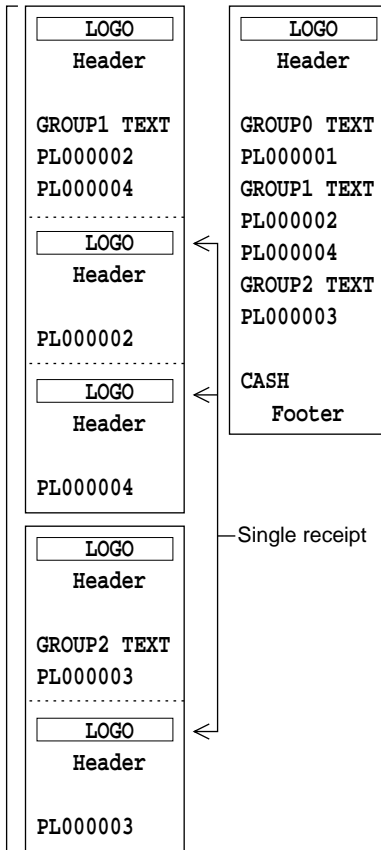 LOGO
Header
GROUP1 TEXT
PL000002
PL000004
LOGO
Header
PL000002
LOGO
Header
PL000004
LOGO
Header
GROUP2 TEXT
PL000003
LOGO
Header
PL000003
LOGO
Header
GROUP0 TEXT
PL000001
GROUP1 TEXT
PL000002
PL000004
GROUP2 TEXT
PL000003
CASH
Footer
Single receipt